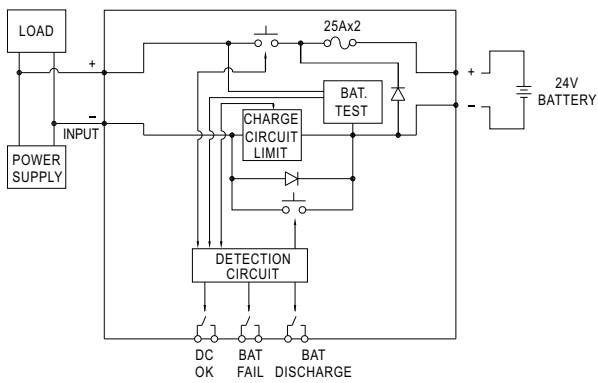 LOAD
25Ax2
+
+
+
24V
BATTERY
BAT.
TEST
−
−
−
INPUT
CHARGE
CIRCUIT
LIMIT
POWER
SUPPLY
DETECTION
CIRCUIT
DC
OK
BAT
FAIL
BAT
DISCHARGE